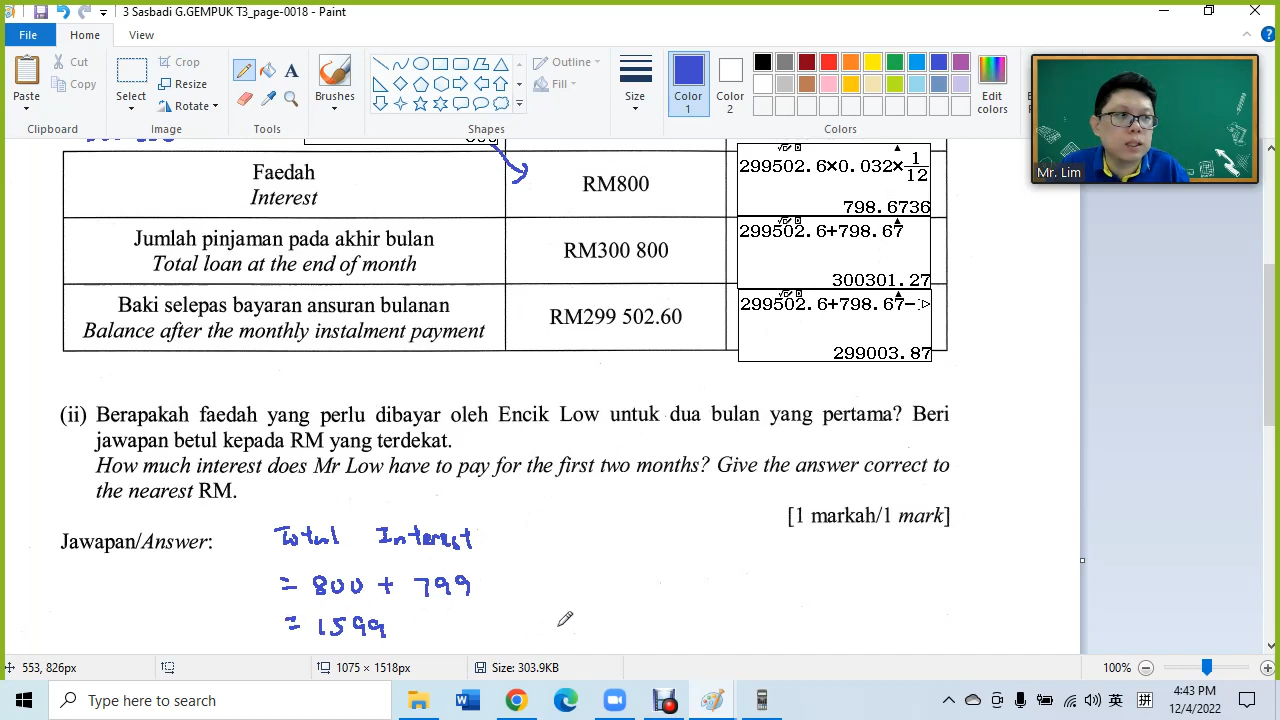 3 Sasbadi G.GEMPUK T3_page-0018 - Paint
File Home View
Paste
Cut
Copy
Clipboard
Select
Crop
Resize
Rotate
Image
A
Tools
Brushes
Outline
Fill
Shapes
Size
Color 1
Color 2
Edit colors
Colors
Mr. Lim
Faedah
Interest
RM800
299502.6×0.032×1/12
798.6736
Jumlah pinjaman pada akhir bulan
Total loan at the end of month
RM300 800
299502.6+798.67
300301.27
Baki selepas bayaran ansuran bulanan
Balance after the monthly instalment payment
RM299 502.60
299502.6+798.67-
299003.87
(ii) Berapakah faedah yang perlu dibayar oleh Encik Low untuk dua bulan yang pertama? Beri
jawapan betul kepada RM yang terdekat.
How much interest does Mr Low have to pay for the first two months? Give the answer correct to
the nearest RM.
[1 markah/1 mark]
Jawapan/Answer:
Total Interest
= 800 + 799
= 1599
553, 826px
1075 × 1518px
Size: 303.9KB
100%
Type here to search
英
拼
4:43 PM
12/4/2022